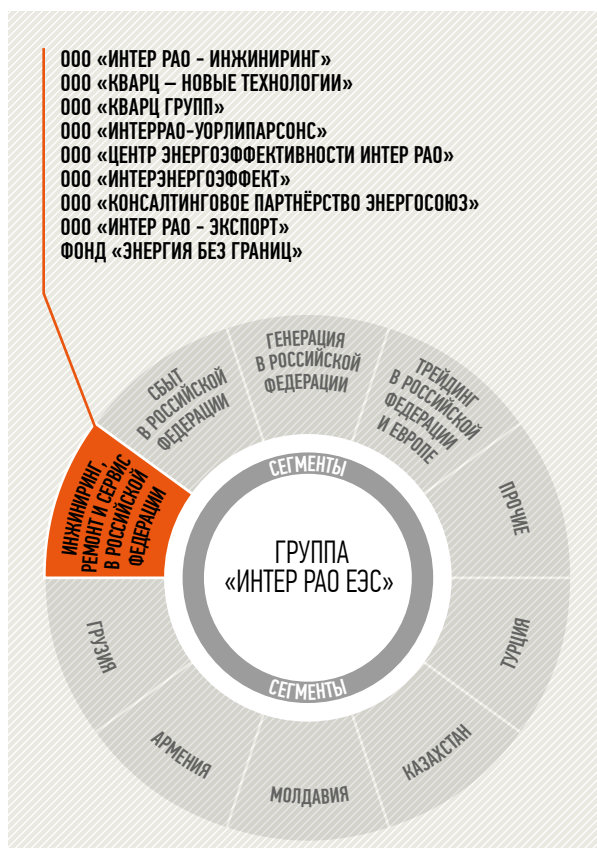 ООО «ИНТЕР РАО - ИНЖИНИРИНГ»
ООО «КВАРЦ – НОВЫЕ ТЕХНОЛОГИИ»
ООО «КВАРЦ ГРУПП»
ООО «ИНТЕРРАО-УОРЛИПАРСОНС»
ООО «ЦЕНТР ЭНЕРГОЭФФЕКТИВНОСТИ ИНТЕР РАО»
ООО «ИНТЕРЭНЕРГОЭФФЕКТ»
ООО «КОНСАЛТИНГОВОЕ ПАРТНЁРСТВО ЭНЕРГОСОЮЗ»
ООО «ИНТЕР РАО - ЭКСПОРТ»
ФОНД «ЭНЕРГИЯ БЕЗ ГРАНИЦ»
ИНЖИНИРИНГ,
РЕМОНТ И СЕРВИС
В РОССИЙСКОЙ
ФЕДЕРАЦИИ
СБЫТ
В РОССИЙСКОЙ
ФЕДЕРАЦИИ
ГЕНЕРАЦИЯ
В РОССИЙСКОЙ
ФЕДЕРАЦИИ
ТРЕЙДИНГ
В РОССИЙСКОЙ
ФЕДЕРАЦИИ
И ЕВРОПЕ
ПРОЧИЕ
ТУРЦИЯ
КАЗАХСТАН
МОЛДАВИЯ
АРМЕНИЯ
ГРУЗИЯ
СЕГМЕНТЫ
ГРУППА
«ИНТЕР РАО ЕЭС»
СЕГМЕНТЫ